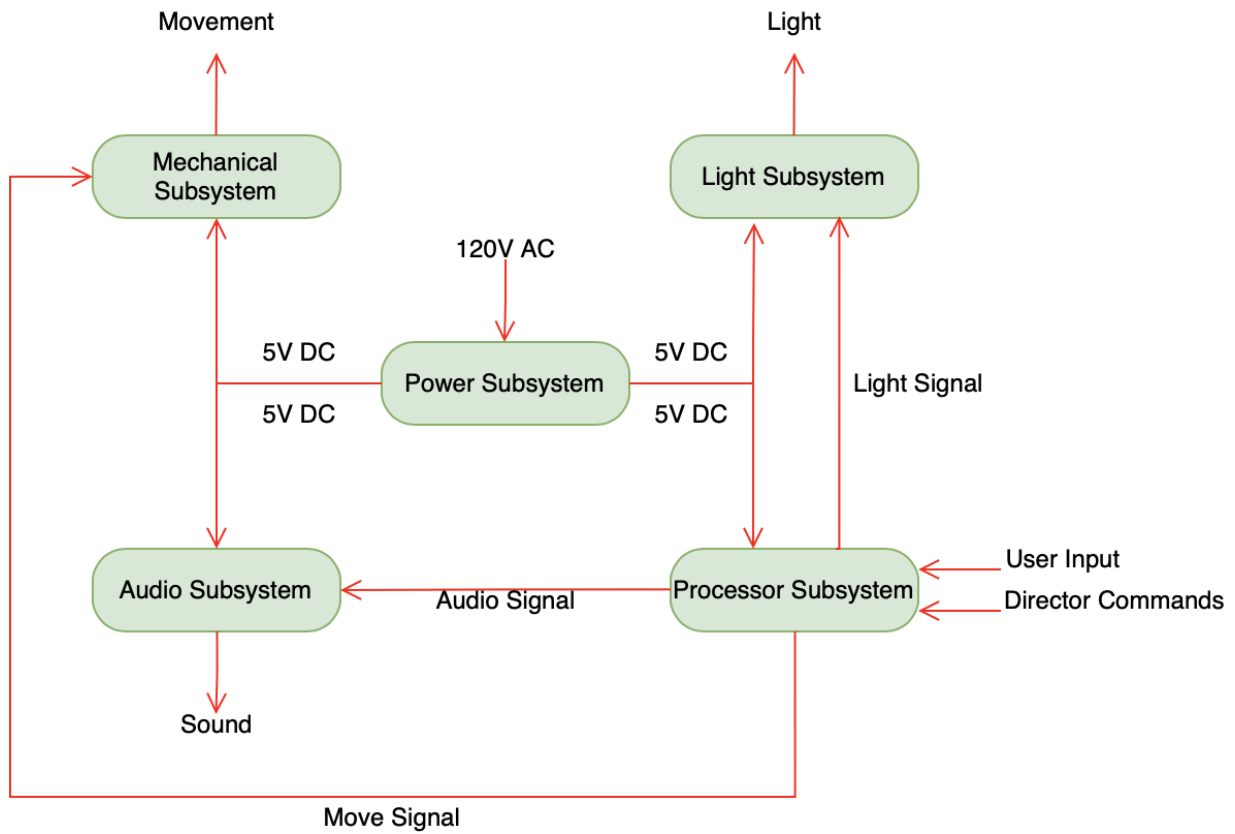 Movement
Light
Mechanical
Subsystem
Light Subsystem
120V AC
5V DC
5V DC
Power Subsystem
Light Signal
5V DC
5V DC
User Input
Audio Subsystem
Audio Signal
Processor Subsystem
Director Commands
Sound
Move Signal